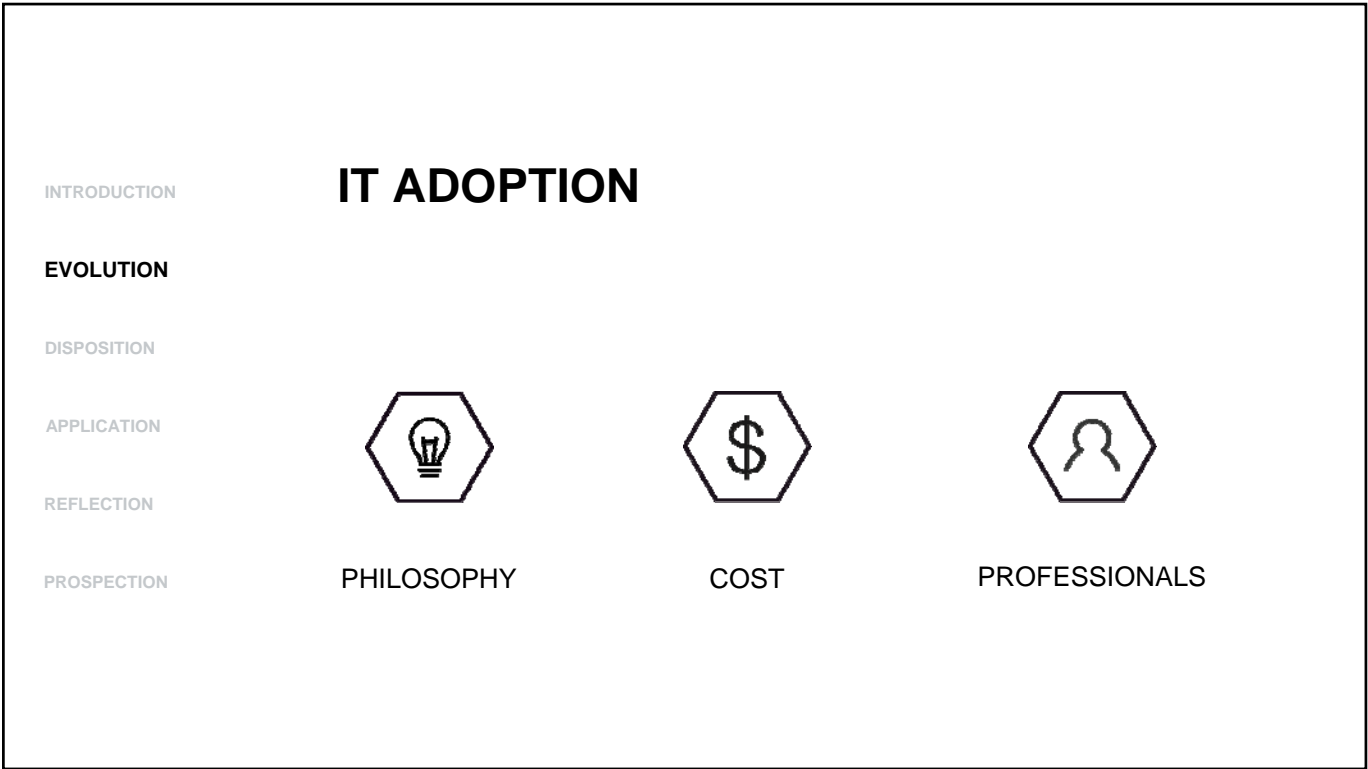 INTRODUCTION
EVOLUTION
DISPOSITION
APPLICATION
REFLECTION
PROSPECTION
IT ADOPTION
$
PHILOSOPHY
COST
PROFESSIONALS